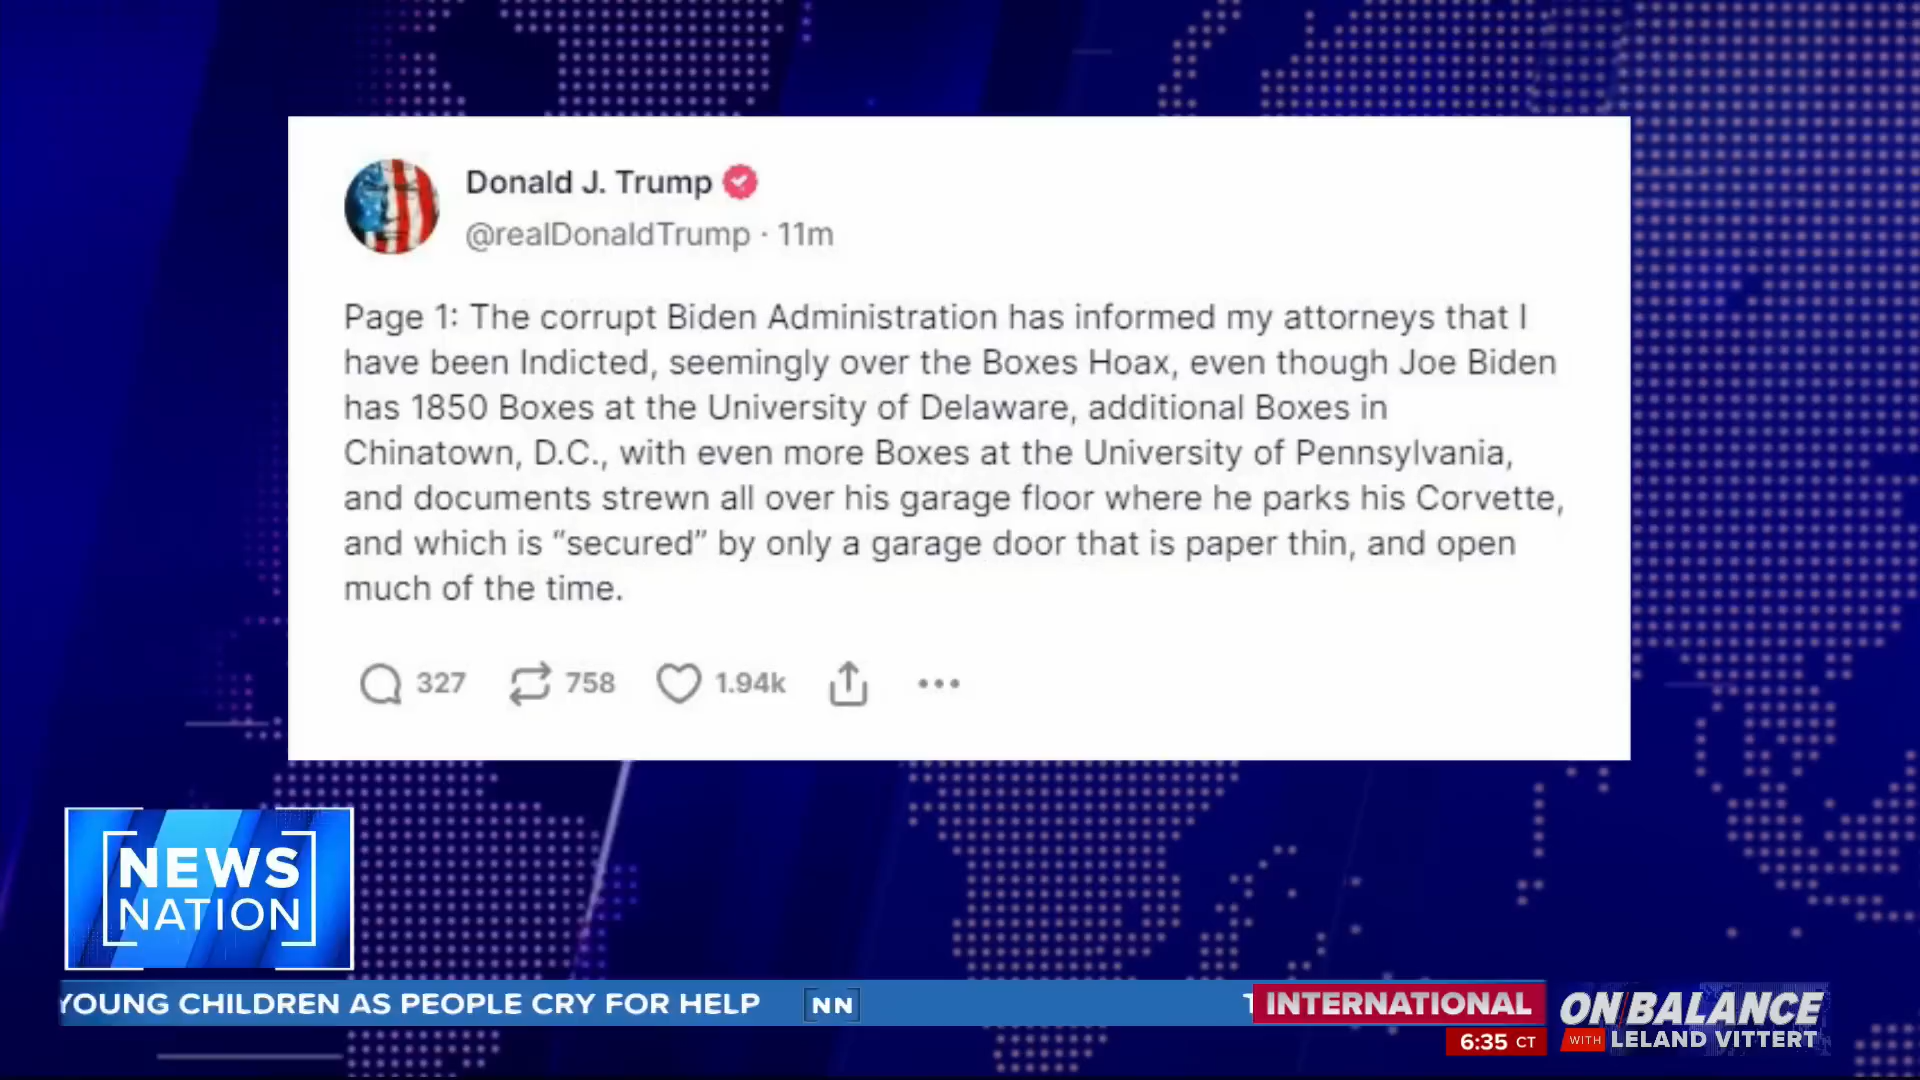 Donald J. Trump
@realDonaldTrump · 11m
Page 1: The corrupt Biden Administration has informed my attorneys that I
have been Indicted, seemingly over the Boxes Hoax, even though Joe Biden
has 1850 Boxes at the University of Delaware, additional Boxes in
Chinatown, D.C., with even more Boxes at the University of Pennsylvania,
and documents strewn all over his garage floor where he parks his Corvette,
and which is “secured” by only a garage door that is paper thin, and open
much of the time.
327 758 1.94k
NEWS
NATION
YOUNG CHILDREN AS PEOPLE CRY FOR HELP NN T INTERNATIONAL
6:35 CT
ON BALANCE
WITH LELAND VITTERT